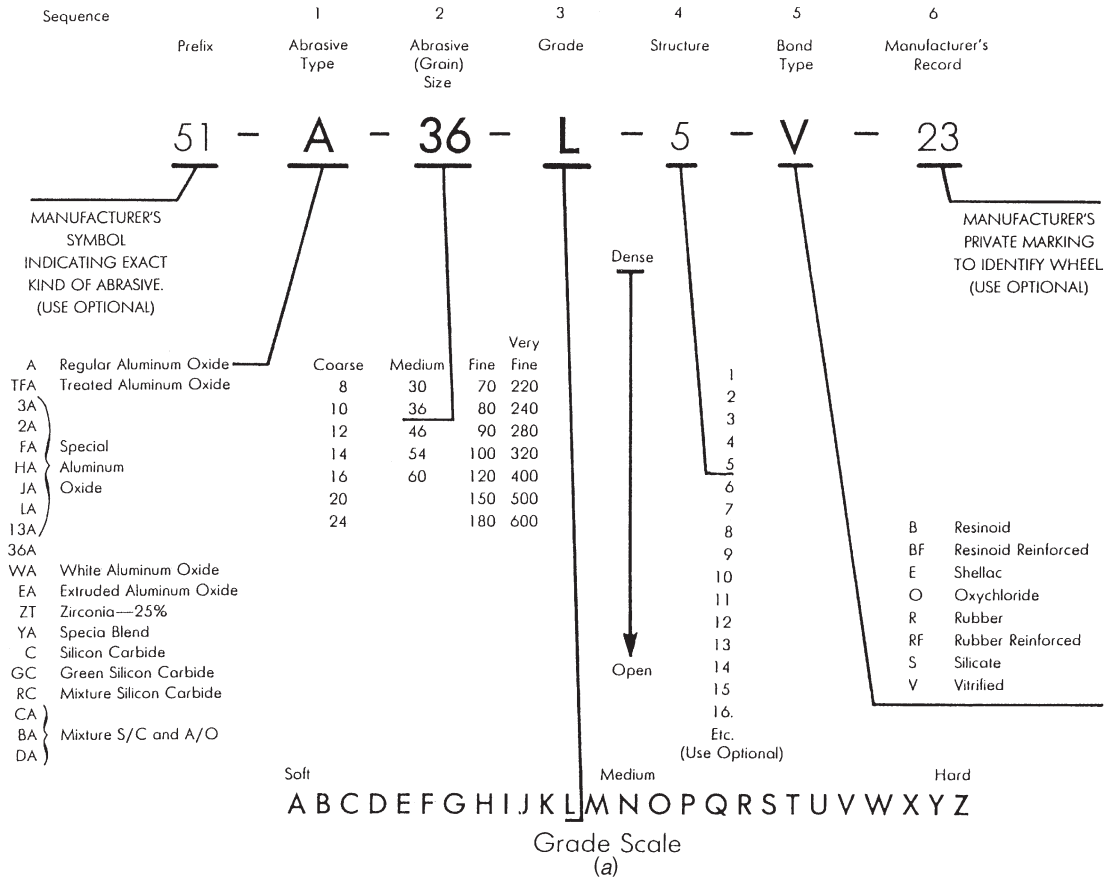 Sequence 1 2 3 4 5 6
Prefix Abrasive Abrasive Grade Structure Bond Manufacturer's
Type (Grain) Type Record
Size
51 – A – 36 – L – 5 – V – 23
MANUFACTURER'S
SYMBOL
INDICATING EXACT
KIND OF ABRASIVE.
(USE OPTIONAL)
MANUFACTURER'S
PRIVATE MARKING
TO IDENTIFY WHEEL
(USE OPTIONAL)
A Regular Aluminum Oxide
TFA Treated Aluminum Oxide
3A
2A
FA Special
HA Aluminum
JA Oxide
LA
13A
36A
WA White Aluminum Oxide
EA Extruded Aluminum Oxide
ZT Zirconia—25%
YA Specia Blend
C Silicon Carbide
GC Green Silicon Carbide
RC Mixture Silicon Carbide
CA
BA Mixture S/C and A/O
DA
Very
Coarse Medium Fine Fine
8 30 70 220
10 36 80 240
12 46 90 280
14 54 100 320
16 60 120 400
20 150 500
24 180 600
Dense
Open
1
2
3
4
5
6
7
8
9
10
11
12
13
14
15
16.
Etc.
(Use Optional)
B Resinoid
BF Resinoid Reinforced
E Shellac
O Oxychloride
R Rubber
RF Rubber Reinforced
S Silicate
V Vitrified
Soft Medium Hard
A B C D E F G H I J K L M N O P Q R S T U V W X Y Z
Grade Scale
(a)